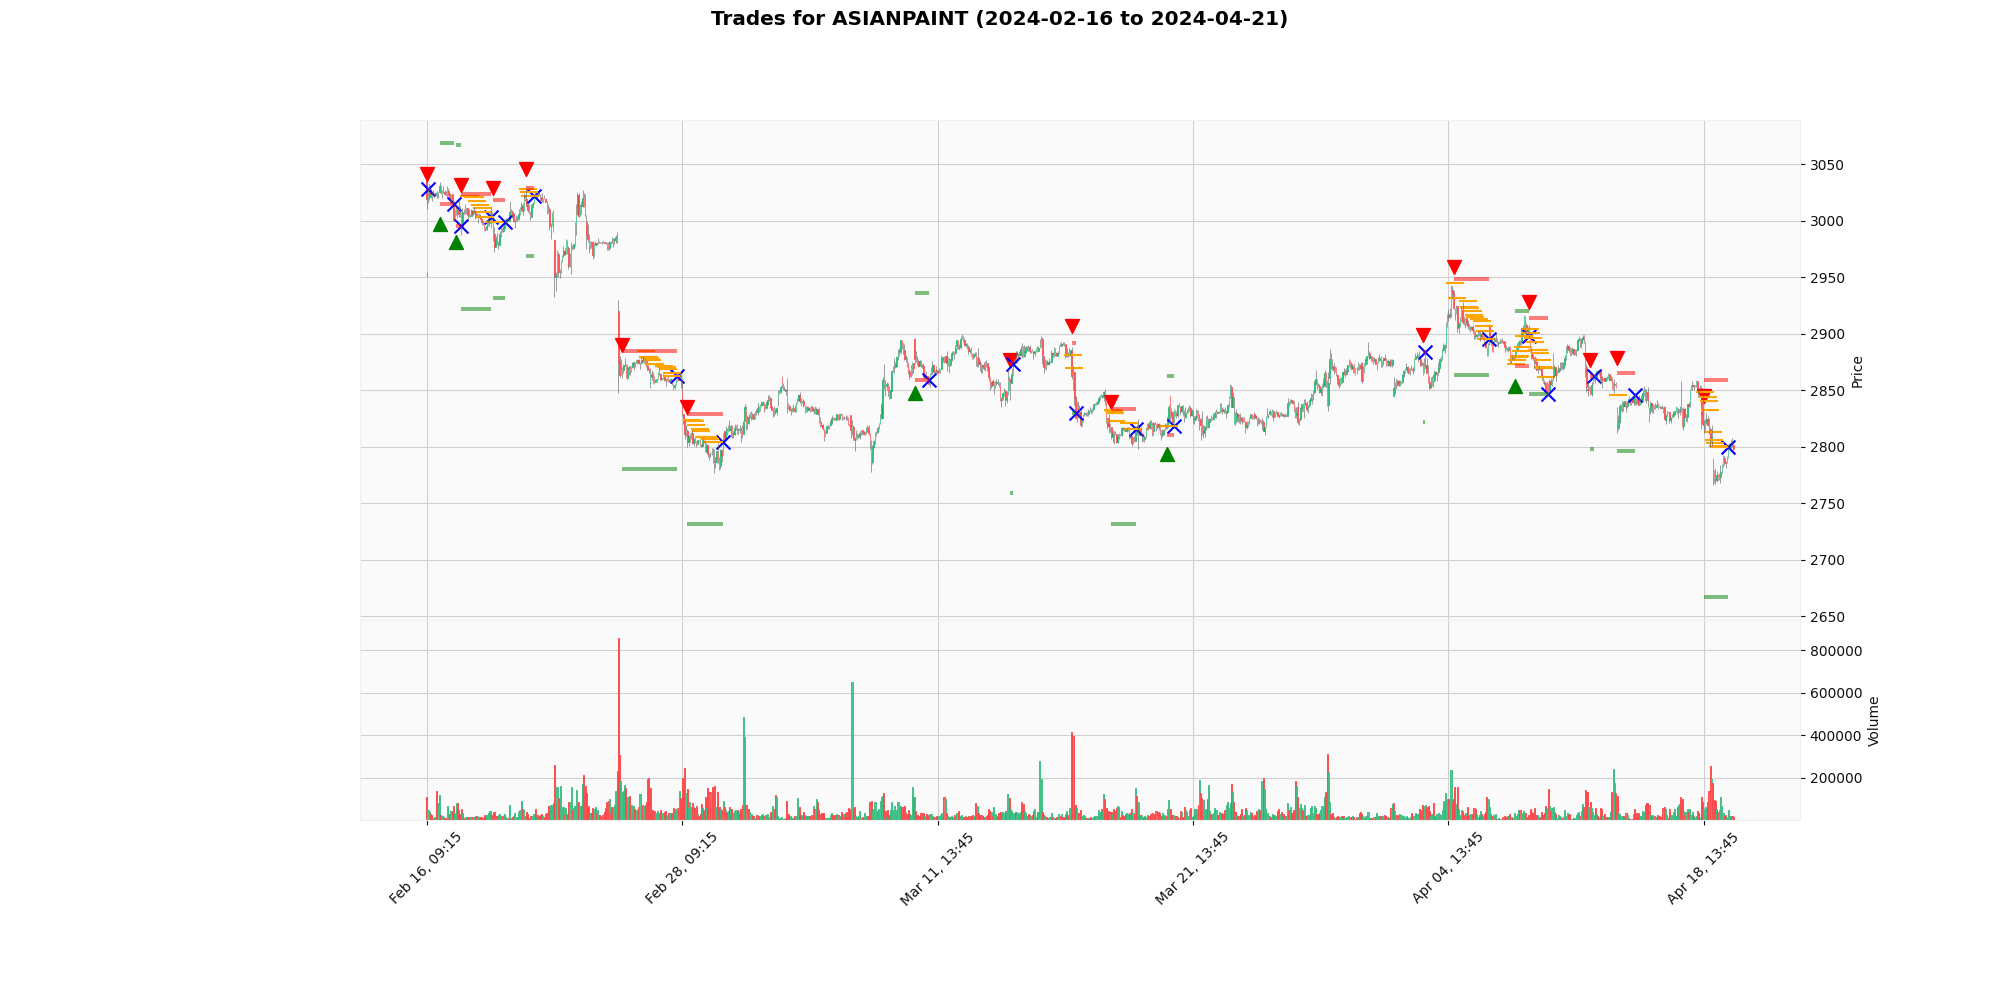 Trades for ASIANPAINT (2024-02-16 to 2024-04-21)
3050
3000
2950
2900
2850
2800
2750
2700
2650
Price
800000
600000
400000
200000
Volume
Feb 16, 09:15
Feb 28, 09:15
Mar 11, 13:45
Mar 21, 13:45
Apr 04, 13:45
Apr 18, 13:45